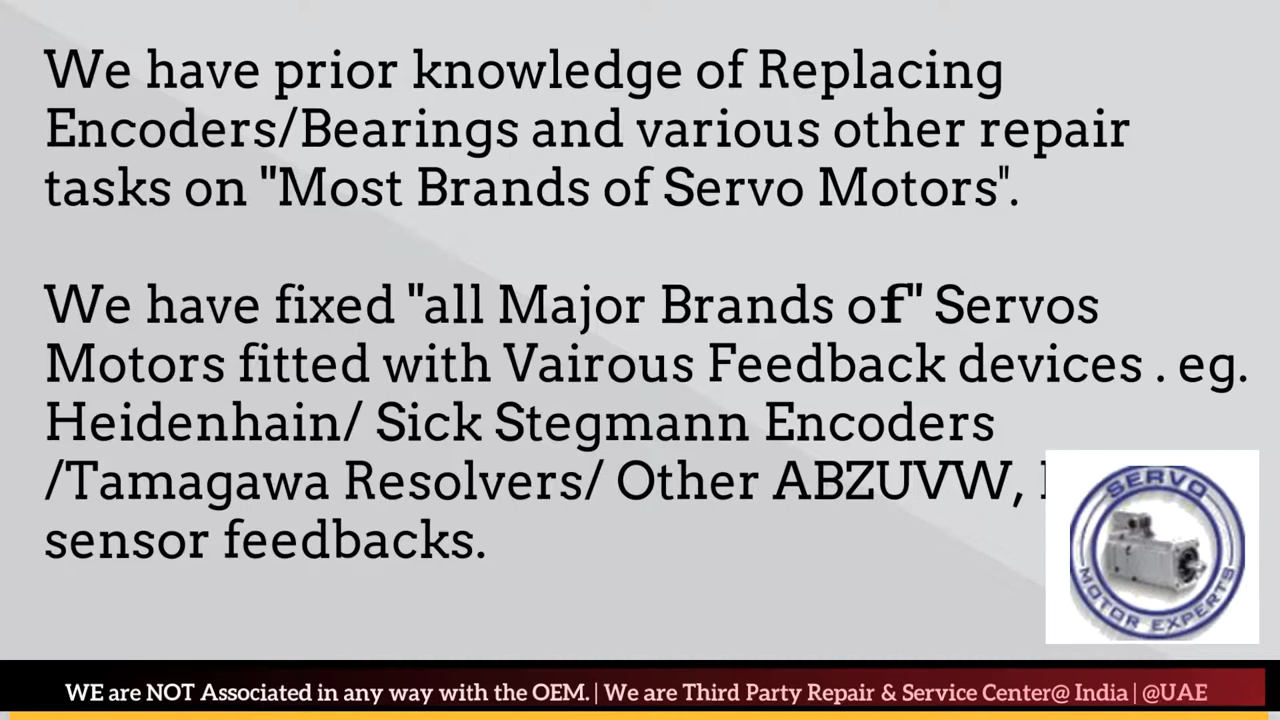 We have prior knowledge of Replacing
Encoders/Bearings and various other repair
tasks on "Most Brands of Servo Motors".
We have fixed "all Major Brands of" Servos
Motors fitted with Vairous Feedback devices . eg.
Heidenhain/ Sick Stegmann Encoders
/Tamagawa Resolvers/ Other ABZUVW,
sensor feedbacks.
SERVO
MOTOR EXPERTS
WE are NOT Associated in any way with the OEM. | We are Third Party Repair & Service Center@ India | @UAE